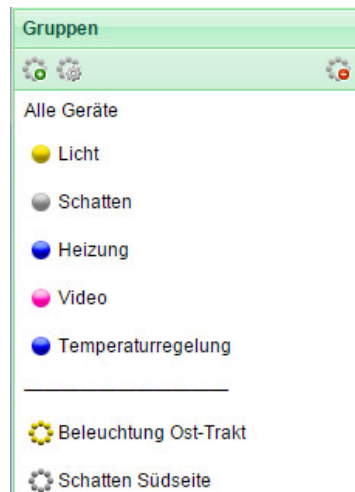 Gruppen
Alle Geräte
Licht
Schatten
Heizung
Video
Temperaturregelung
Beleuchtung Ost-Trakt
Schatten Südseite